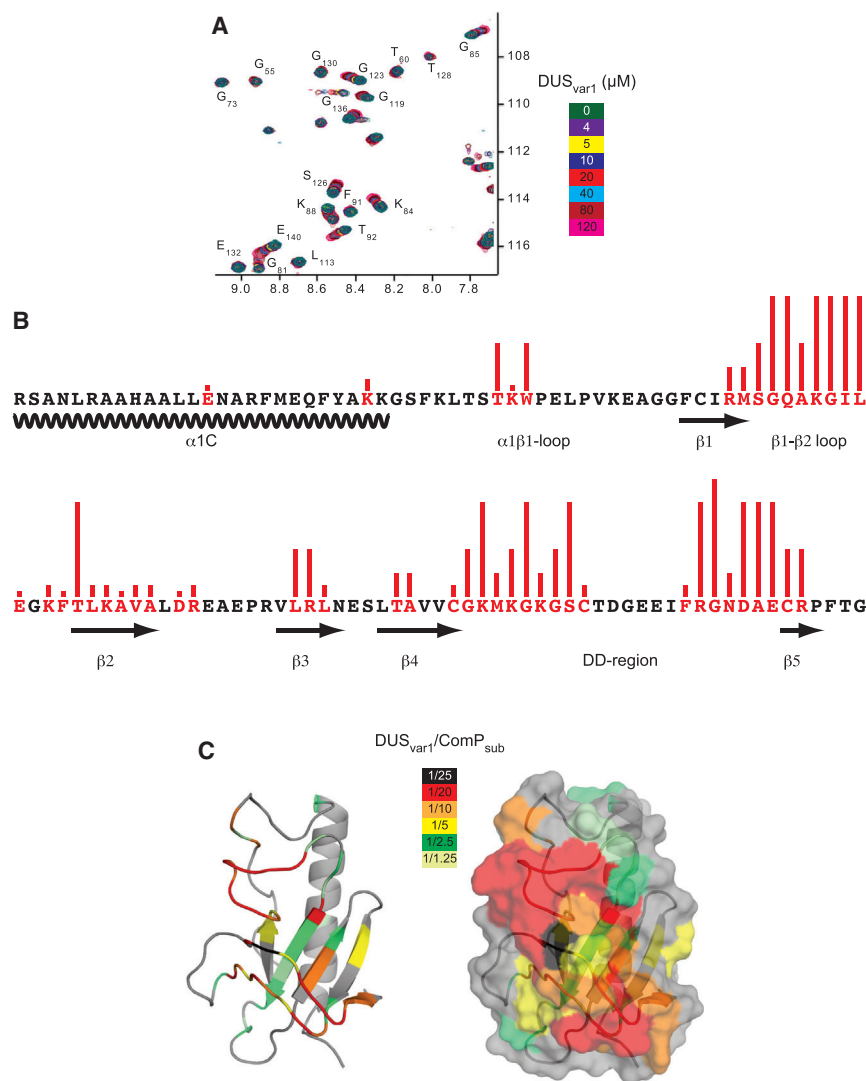 A
G55
G73
G130
G123
T60
T128
G85
G136
G119
S126
F91
K88
K84
T92
E140
E132
G81
L113
108
110
112
114
116
9.0 8.8 8.6 8.4 8.2 8.0 7.8
DUSvar1 (µM)
0
4
5
10
20
40
80
120
B
RSANLRAAHAALLENARFMEQFYAKKGSFKLTSTKWPELPVKEAGGFCIRMSGQAKGIL
α1C α1β1-loop β1 β1-β2 loop
EGKFTLKAVALDREAEPRVLRLNESLTAVVCGKMKGKGSCTDGEEIFRGNDAECRPFTG
β2 β3 β4 DD-region β5
C
DUSvar1/ComPsub
1/25
1/20
1/10
1/5
1/2.5
1/1.25